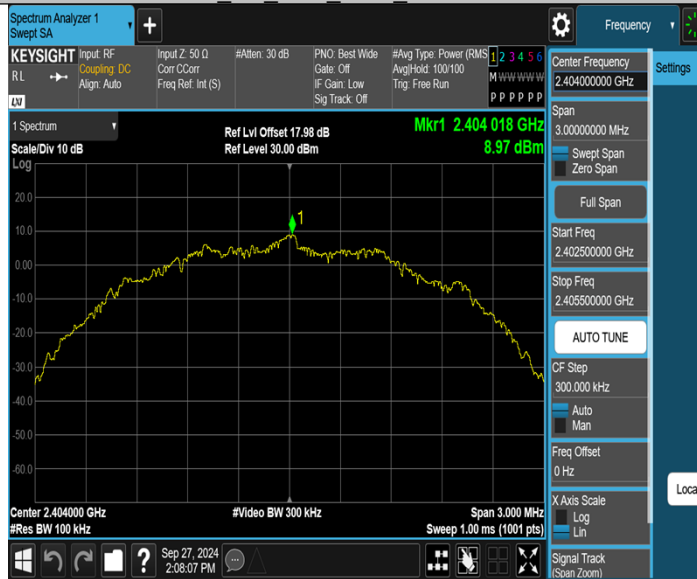 Spectrum Analyzer 1
Swept SA
+
Frequency
KEYSIGHT
RL
LXI
Input: RF
Coupling: DC
Align: Auto
Input Z: 50 Ω
Corr CCorr
Freq Ref: Int (S)
#Atten: 30 dB
PNO: Best Wide
Gate: Off
IF Gain: Low
Sig Track: Off
#Avg Type: Power (RMS
Avg|Hold: 100/100
Trig: Free Run
1 2 3 4 5 6
M W W W W W
P P P P P P
Center Frequency
2.404000000 GHz
Settings
Span
3.00000000 MHz
Swept Span
Zero Span
Full Span
Start Freq
2.402500000 GHz
Stop Freq
2.405500000 GHz
AUTO TUNE
CF Step
300.000 kHz
Auto
Man
Freq Offset
0 Hz
X Axis Scale
Log
Lin
Signal Track
(Span Zoom)
Loca
1 Spectrum
Scale/Div 10 dB
Log
Ref Lvl Offset 17.98 dB
Ref Level 30.00 dBm
Mkr1 2.404 018 GHz
8.97 dBm
1
20.0
10.0
0.00
-10.0
-20.0
-30.0
-40.0
-50.0
-60.0
Center 2.404000 GHz
#Res BW 100 kHz
#Video BW 300 kHz
Span 3.000 MHz
Sweep 1.00 ms (1001 pts)
?
Sep 27, 2024
2:08:07 PM